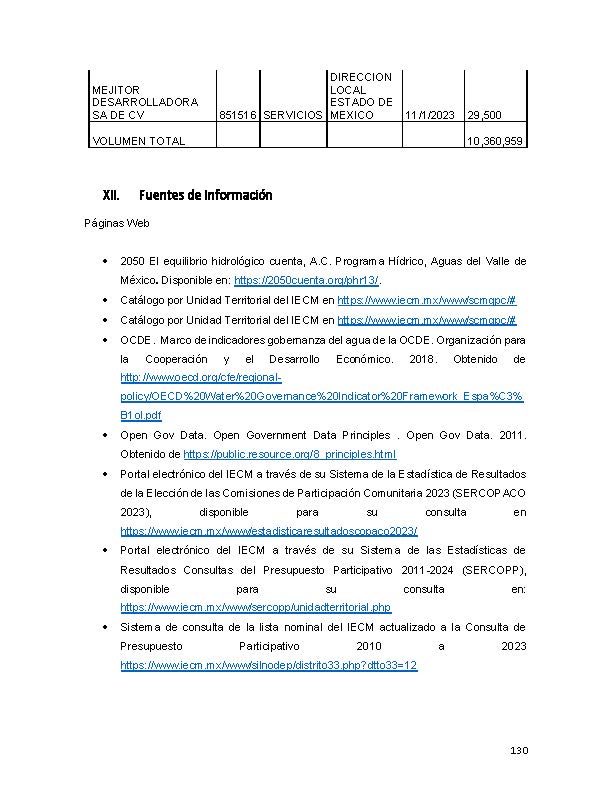 DIRECCION
MEJITOR LOCAL
DESARROLLADORA ESTADO DE
SA DE CV 851516 SERVICIOS MEXICO 11/1/2023 29,500
VOLUMEN TOTAL 10,360,959
XII. Fuentes de Información
Páginas Web
• 2050 El equilibrio hidrológico cuenta, A.C. Programa Hídrico, Aguas del Valle de
México. Disponible en: https://2050cuenta.org/phr13/.
• Catálogo por Unidad Territorial del IECM en https://www.iecm.mx/www/scmgpc/#
• Catálogo por Unidad Territorial del IECM en https://www.iecm.mx/www/scmgpc/#
• OCDE . Marco de indicadores gobernanza del agua de la OCDE. Organización para
la Cooperación y el Desarrollo Económico. 2018. Obtenido de
http://www.oecd.org/cfe/regional-
policy/OECD%20Water%20Governance%20Indicator%20Framework_Espa%C3%
B1ol.pdf
• Open Gov Data. Open Government Data Principles . Open Gov Data. 2011.
Obtenido de https://public.resource.org/8_principles.html
• Portal electrónico del IECM a través de su Sistema de la Estadística de Resultados
de la Elección de las Comisiones de Participación Comunitaria 2023 (SERCOPACO
2023), disponible para su consulta en
https://www.iecm.mx/www/estadisticaresultadoscopaco2023/
• Portal electrónico del IECM a través de su Sistema de las Estadísticas de
Resultados Consultas del Presupuesto Participativo 2011-2024 (SERCOPP),
disponible para su consulta en:
https://www.iecm.mx/www/sercopp/unidadterritorial.php
• Sistema de consulta de la lista nominal del IECM actualizado a la Consulta de
Presupuesto Participativo 2010 a 2023
https://www.iecm.mx/www/silnodep/distrito33.php?dtto33=12
130